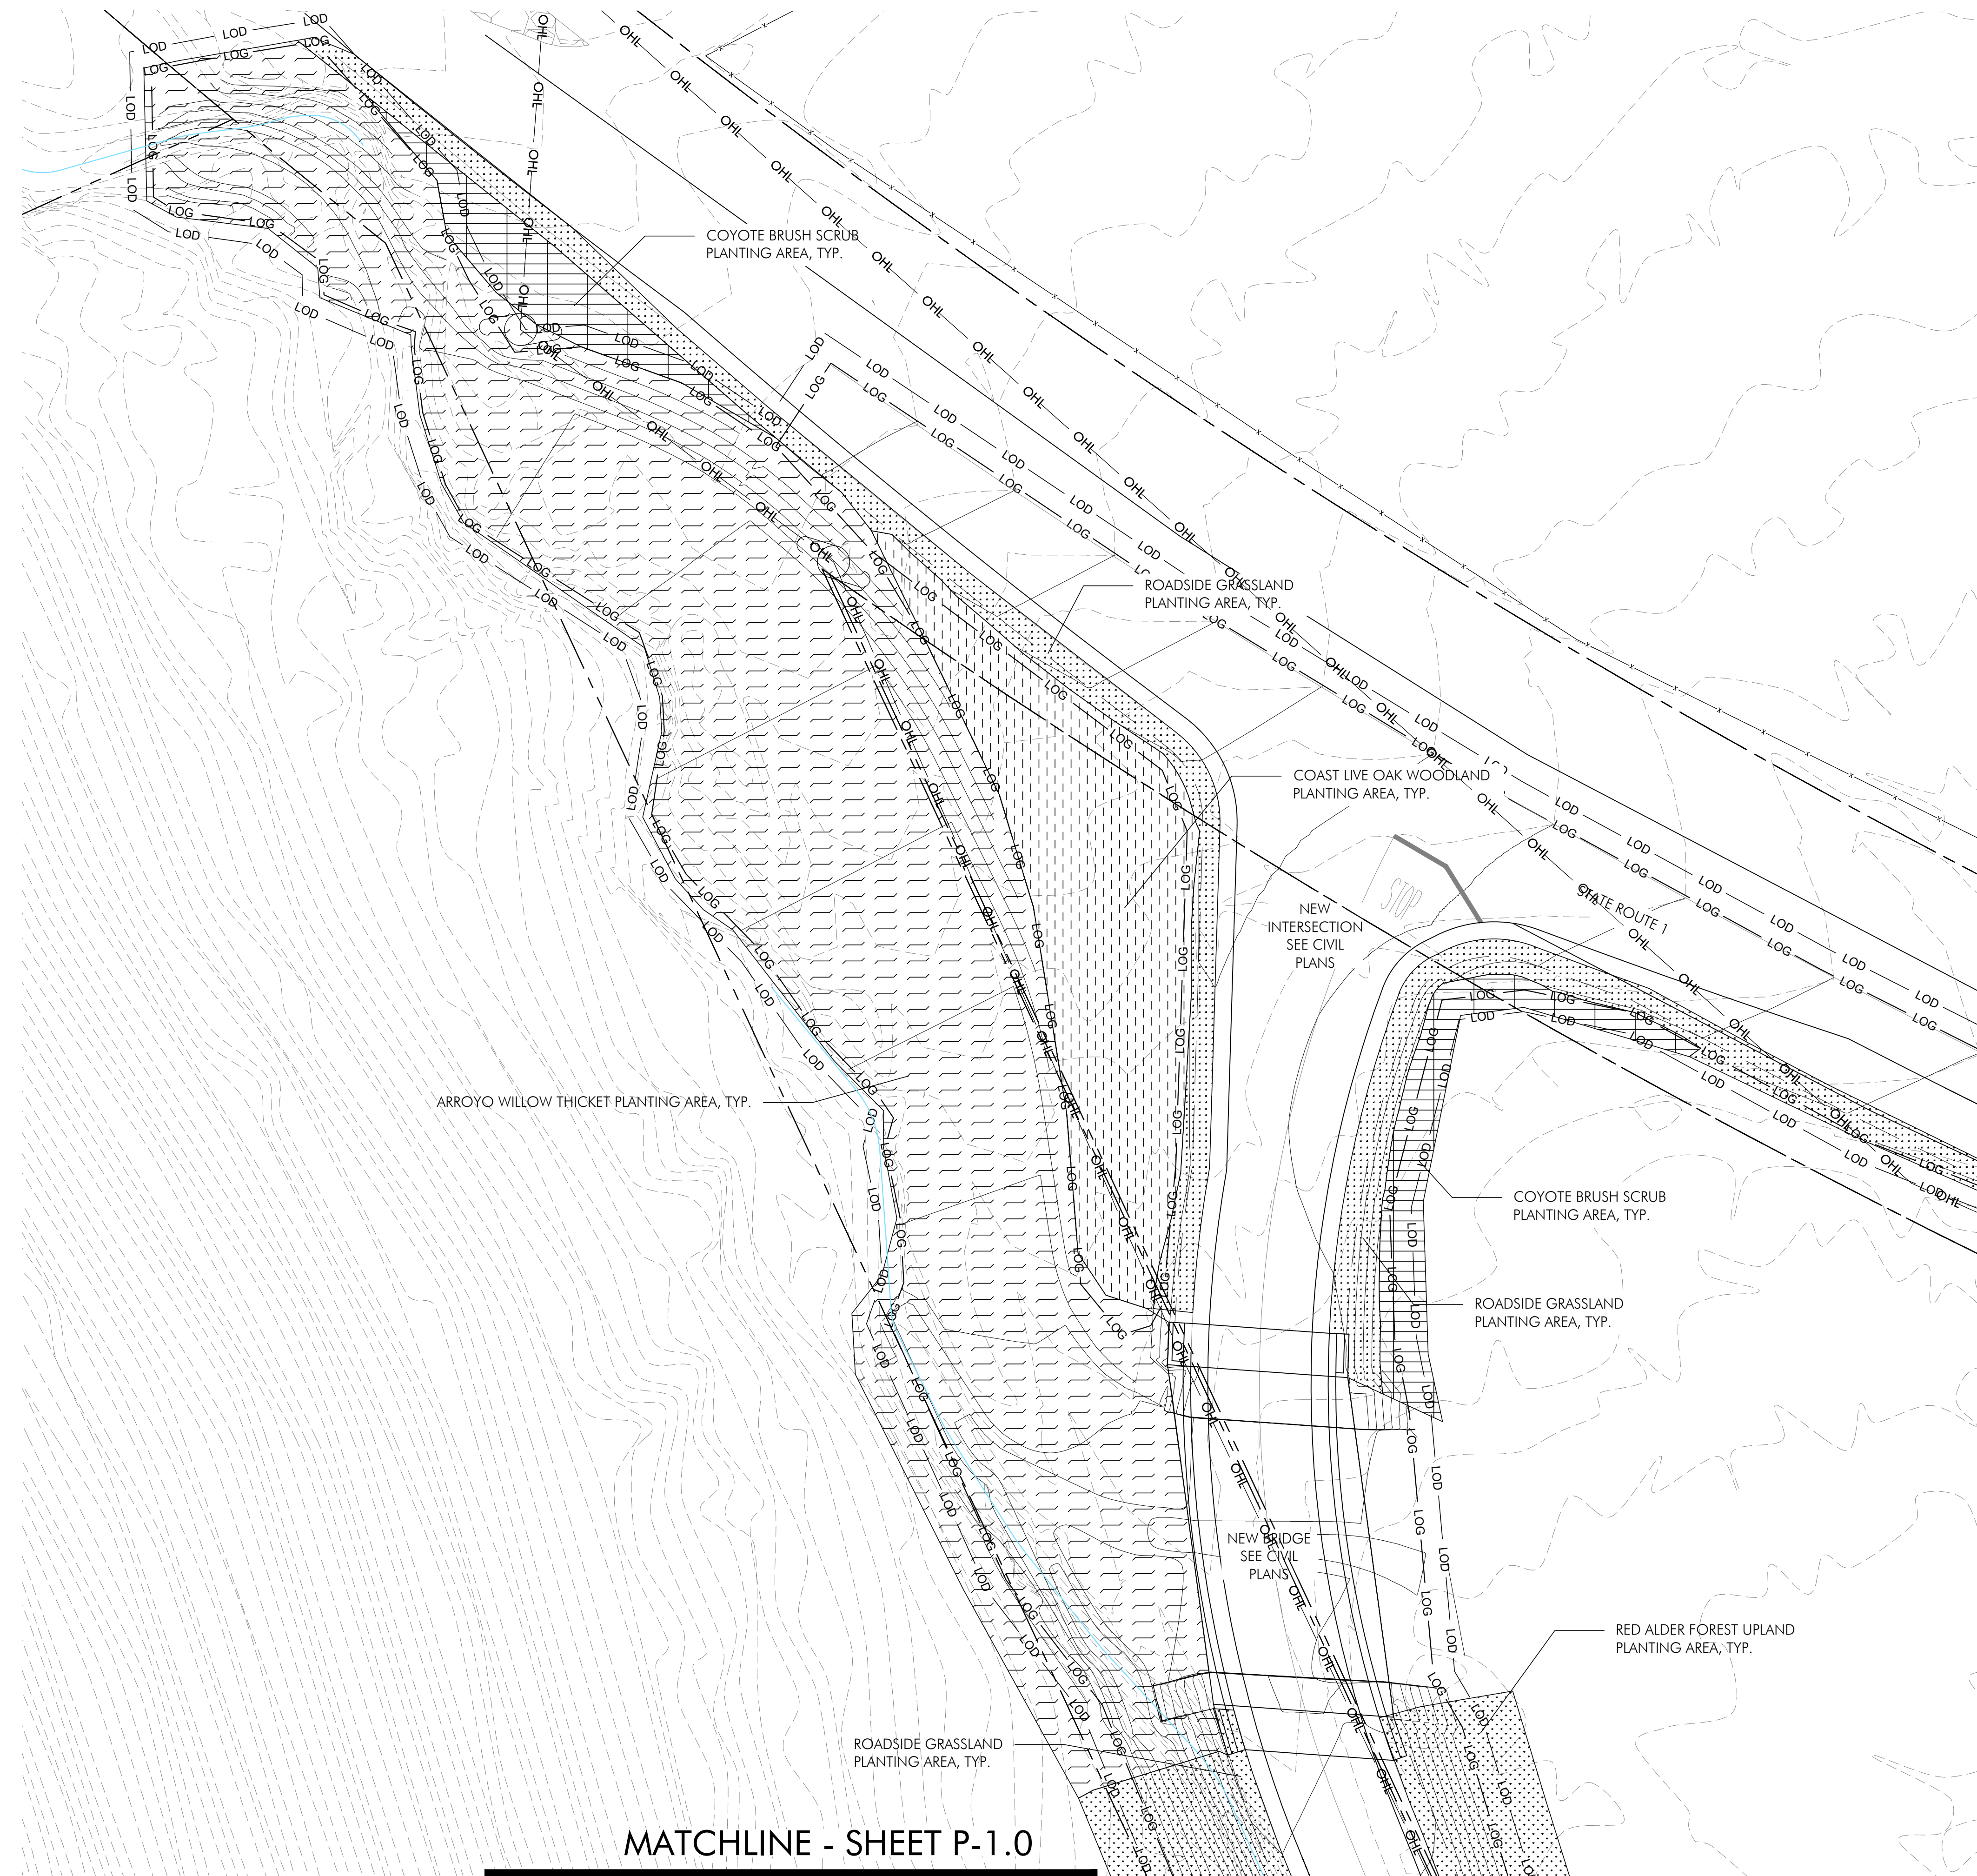 COYOTE BRUSH SCRUB
PLANTING AREA, TYP.
ROADSIDE GRASSLAND
PLANTING AREA, TYP.
COAST LIVE OAK WOODLAND
PLANTING AREA, TYP.
STOP
NEW
INTERSECTION
SEE CIVIL
PLANS
STATE ROUTE 1
ARROYO WILLOW THICKET PLANTING AREA, TYP.
COYOTE BRUSH SCRUB
PLANTING AREA, TYP.
ROADSIDE GRASSLAND
PLANTING AREA, TYP.
NEW BRIDGE
SEE CIVIL
PLANS
RED ALDER FOREST UPLAND
PLANTING AREA, TYP.
ROADSIDE GRASSLAND
PLANTING AREA, TYP.
MATCHLINE - SHEET P-1.0
LOD
LOG
OHL